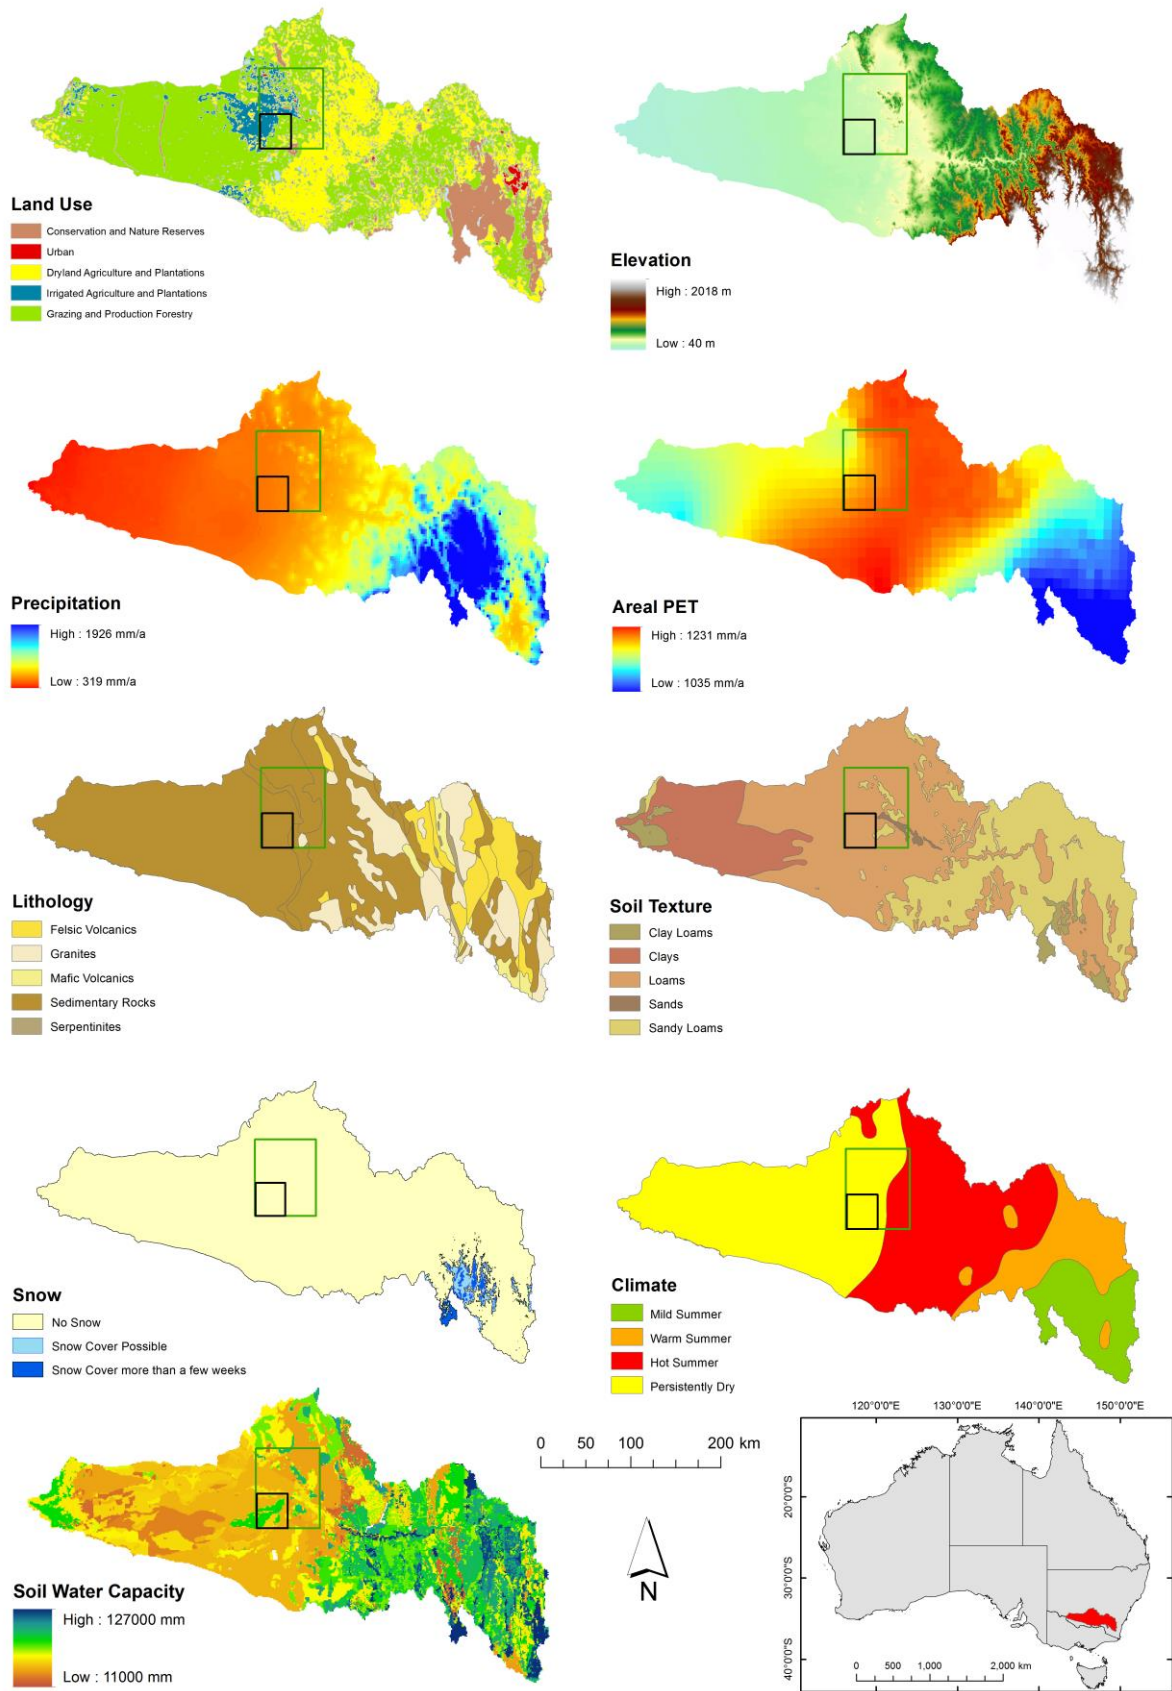 Land Use
Conservation and Nature Reserves
Urban
Dryland Agriculture and Plantations
Irrigated Agriculture and Plantations
Grazing and Production Forestry
Elevation
High : 2018 m
Low : 40 m
Precipitation
High : 1926 mm/a
Low : 319 mm/a
Areal PET
High : 1231 mm/a
Low : 1035 mm/a
Lithology
Felsic Volcanics
Granites
Mafic Volcanics
Sedimentary Rocks
Serpentinites
Soil Texture
Clay Loams
Clays
Loams
Sands
Sandy Loams
Snow
No Snow
Snow Cover Possible
Snow Cover more than a few weeks
Climate
Mild Summer
Warm Summer
Hot Summer
Persistently Dry
Soil Water Capacity
High : 127000 mm
Low : 11000 mm
0 50 100 200 km
N
120°0'0"E 130°0'0"E 140°0'0"E 150°0'0"E
20°0'0"S
30°0'0"S
40°0'0"S
0 500 1,000 2,000 km